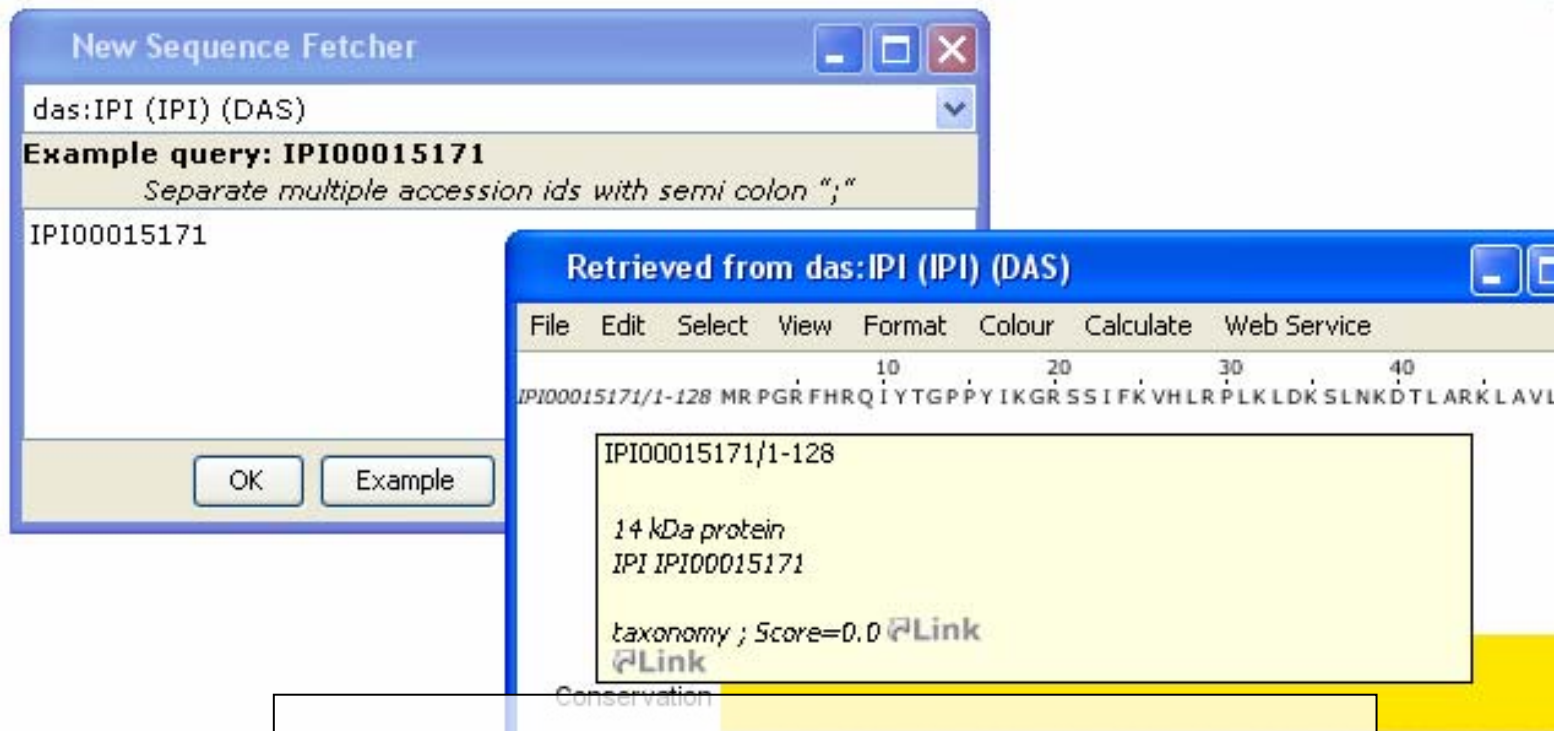 New Sequence Fetcher
das:IPI (IPI) (DAS)
Example query: IPI00015171
Separate multiple accession ids with semi colon ";"
IPI00015171
OK Example
Retrieved from das:IPI (IPI) (DAS)
File Edit Select View Format Colour Calculate Web Service
10 20 30 40
IPI00015171/1-128 MRPGRFHRQIYTGPPYIKGRSSIFKVHLRPLKLDKSLNKDTLARKLAVL
IPI00015171/1-128
14 kDa protein
IPI IPI00015171
taxonomy ; Score=0.0 Link
Link
Conservation